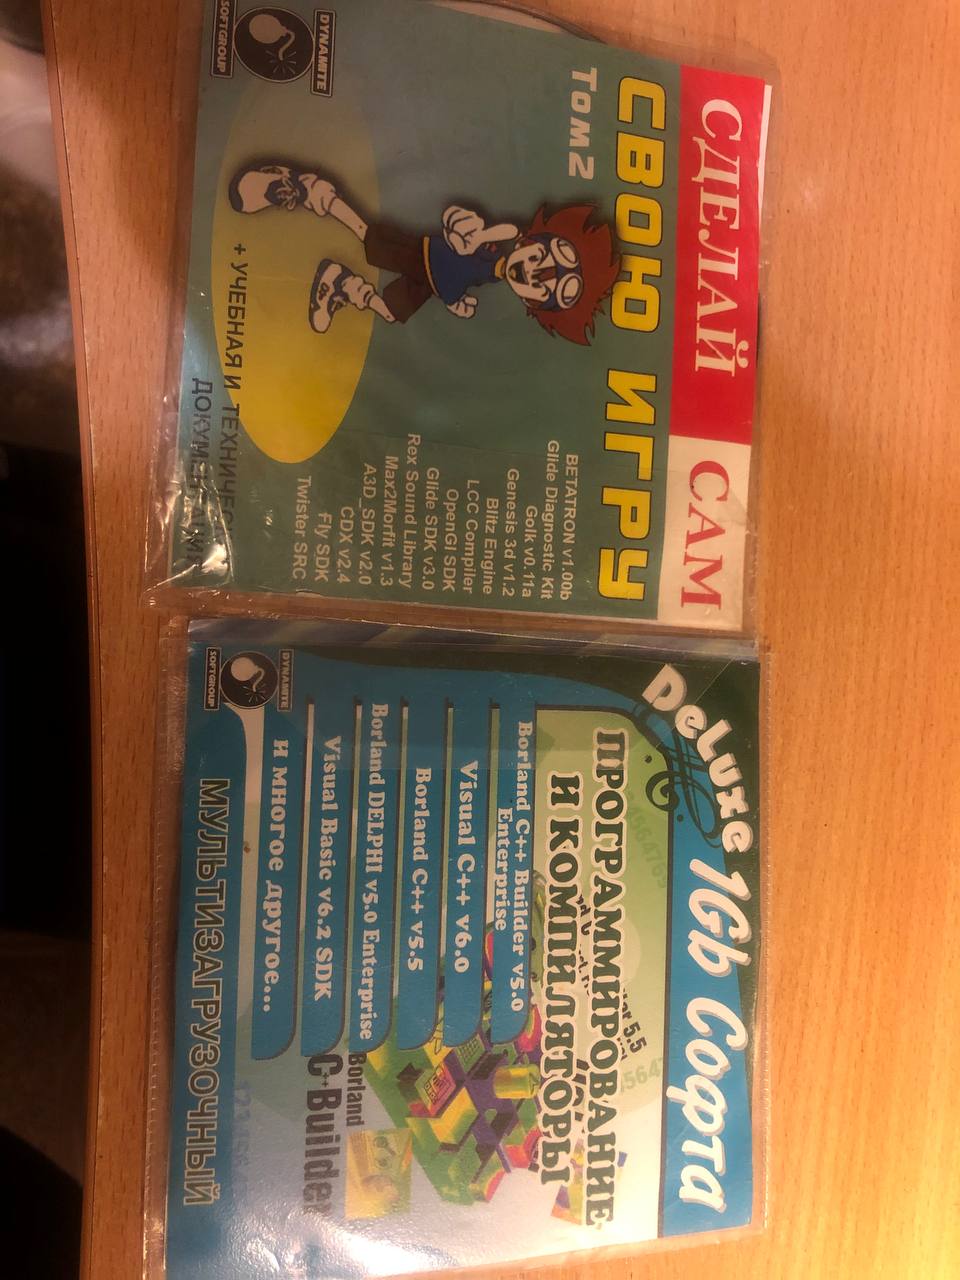 СДЕЛАЙ САМ
СВОЮ ИГРУ
Том 2
BETATRON v1.00b
Glide Diagnostic Kit
Golk v0.11a
Genesis 3d v1.2
Blitz Engine
LCC Compiler
OpenGl SDK
Glide SDK v3.0
Rex Sound Library
Max2Morfit v1.3
A3D_SDK v2.0
CDX v2.4
Fly SDK
Twister SRC
+ УЧЕБНАЯ И ТЕХНИЧЕСКАЯ
ДОКУМЕНТАЦИЯ
DYNAMITE
SOFTGROUP
DeLuxe 1Gb Софта
ПРОГРАММИРОВАНИЕ
И КОМПИЛЯТОРЫ
Borland C++ Builder v5.0
Enterprise
Visual C++ v6.0
Borland C++ v5.5
Borland DELPHI v5.0 Enterprise
Visual Basic v6.2 SDK
И многое другое...
Borland
C++Builder
МУЛЬТИЗАГРУЗОЧНЫЙ
DYNAMITE
SOFTGROUP